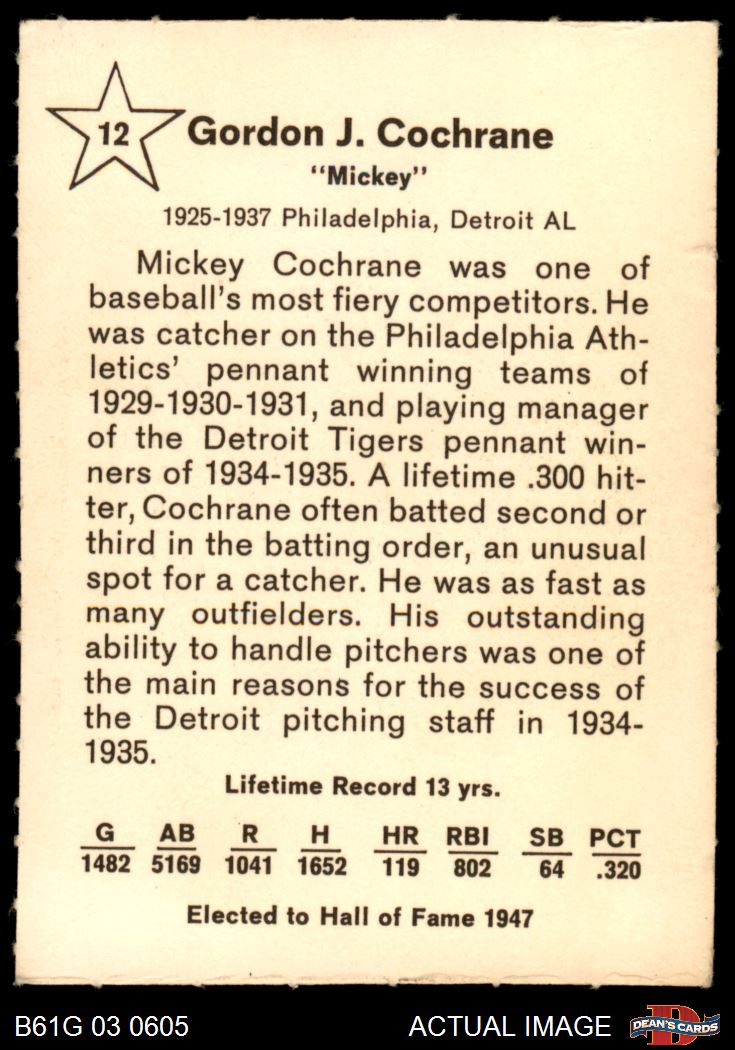 12
Gordon J. Cochrane
"Mickey"
1925-1937 Philadelphia, Detroit AL
Mickey Cochrane was one of
baseball's most fiery competitors. He
was catcher on the Philadelphia Ath-
letics' pennant winning teams of
1929-1930-1931, and playing manager
of the Detroit Tigers pennant win-
ners of 1934-1935. A lifetime .300 hit-
ter, Cochrane often batted second or
third in the batting order, an unusual
spot for a catcher. He was as fast as
many outfielders. His outstanding
ability to handle pitchers was one of
the main reasons for the success of
the Detroit pitching staff in 1934-
1935.
Lifetime Record 13 yrs.
G AB R H HR RBI SB PCT
1482 5169 1041 1652 119 802 64 .320
Elected to Hall of Fame 1947
B61G 03 0605 ACTUAL IMAGE
D
DEAN'S CARDS